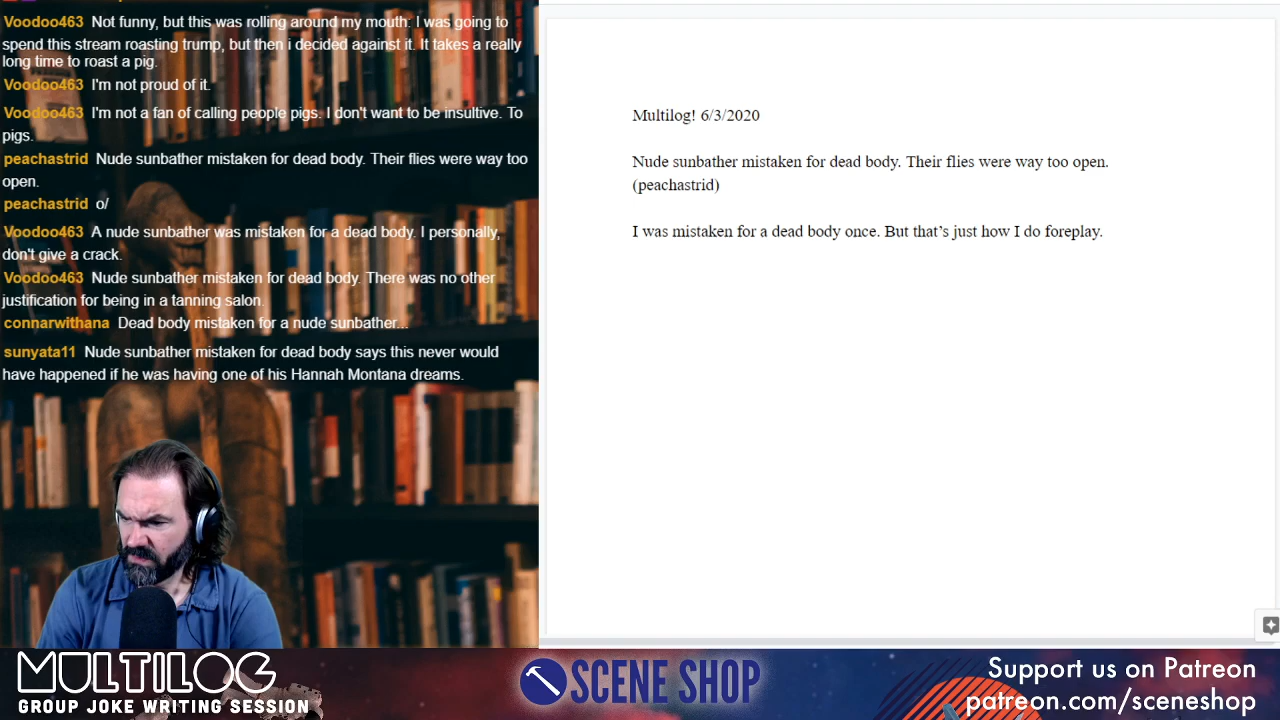 Voodoo463 Not funny, but this was rolling around my mouth: I was going to
spend this stream roasting trump, but then i decided against it. It takes a really
long time to roast a pig.
Voodoo463 I'm not proud of it.
Voodoo463 I'm not a fan of calling people pigs. I don't want to be insultive. To
pigs.
peachastrid Nude sunbather mistaken for dead body. Their flies were way too
open.
peachastrid o/
Voodoo463 A nude sunbather was mistaken for a dead body. I personally,
don't give a crack.
Voodoo463 Nude sunbather mistaken for dead body. There was no other
justification for being in a tanning salon.
connarwithana Dead body mistaken for a nude sunbather...
sunyata11 Nude sunbather mistaken for dead body says this never would
have happened if he was having one of his Hannah Montana dreams.
Multilog! 6/3/2020
Nude sunbather mistaken for dead body. Their flies were way too open.
(peachastrid)
I was mistaken for a dead body once. But that's just how I do foreplay.
MULTILOG
GROUP JOKE WRITING SESSION
SCENE SHOP
Support us on Patreon
patreon.com/sceneshop